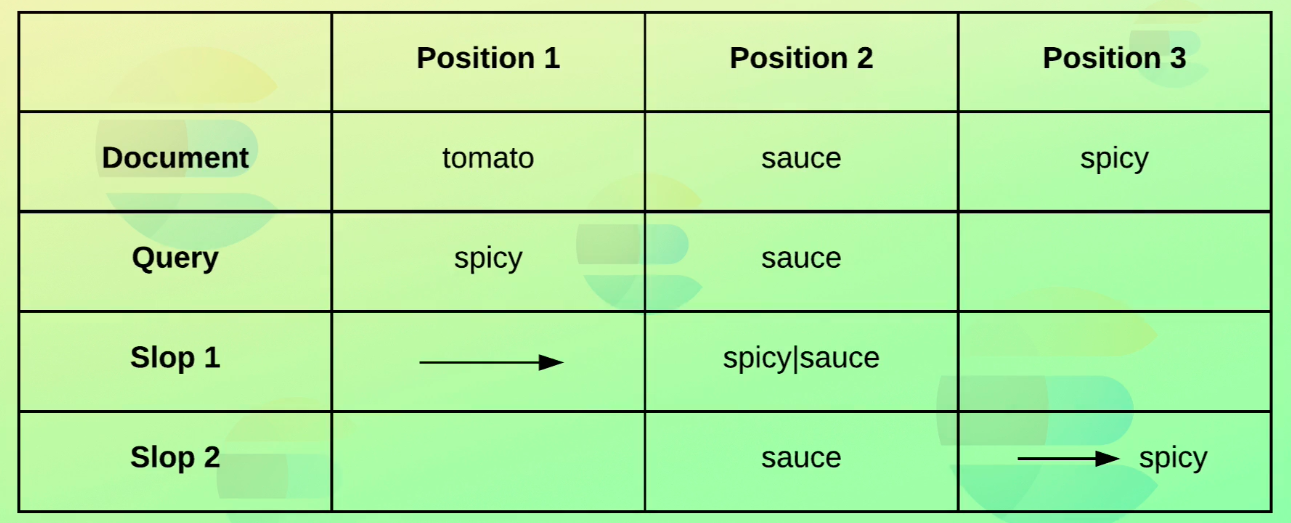 Position 1 Position 2 Position 3
Document tomato sauce spicy
Query spicy sauce
Slop 1 spicy|sauce
Slop 2 sauce spicy